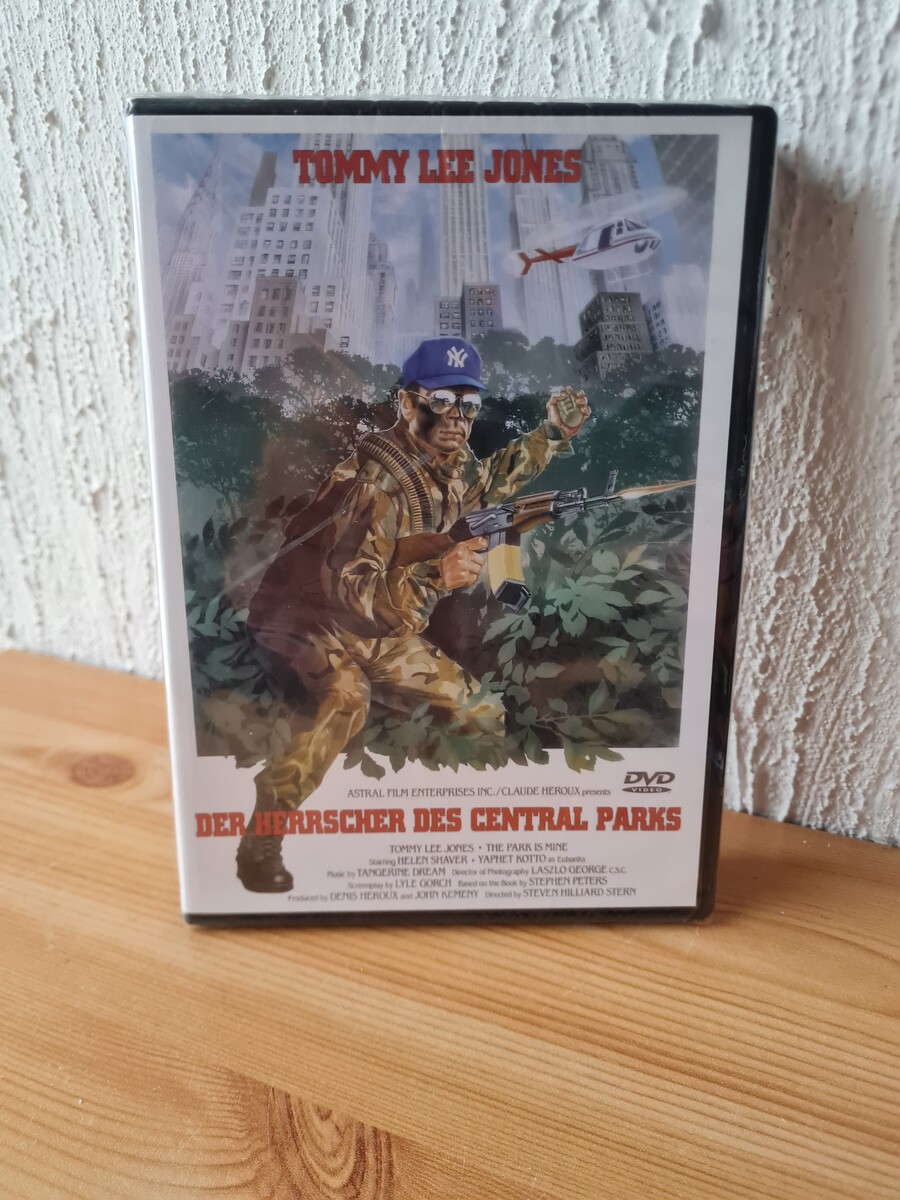 TOMMY LEE JONES
NY
ASTRAL FILM ENTERPRISES INC./CLAUDE HEROUX presents
DVD
VIDEO
DER HERRSCHER DES CENTRAL PARKS
TOMMY LEE JONES • THE PARK IS MINE
Starring HELEN SHAVER • YAPHET KOTTO as Eubanks
Music by TANGERINE DREAM Director of Photography LASZLO GEORGE C.S.C.
Screenplay by LYLE GORCH Based on the Book by STEPHEN PETERS
Produced by DENIS HEROUX and JOHN KEMENY Directed by STEVEN HILLIARD STERN